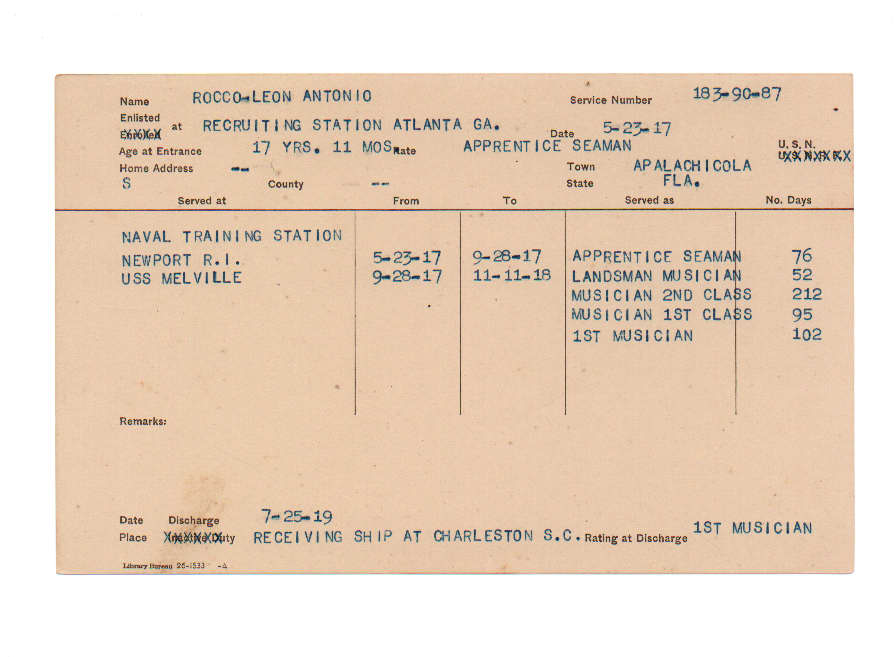 Name ROCCO-LEON ANTONIO Service Number 183-90-87
Enlisted
Enrolled at RECRUITING STATION ATLANTA GA. Date 5-23-17
Age at Entrance 17 YRS. 11 MOS. Rate APPRENTICE SEAMAN U. S. N.
Home Address -- Town APALACHICOLA
S County -- State FLA.
Served at From To Served as No. Days
NAVAL TRAINING STATION
NEWPORT R.I. 5-23-17 9-28-17 APPRENTICE SEAMAN 76
USS MELVILLE 9-28-17 11-11-18 LANDSMAN MUSICIAN 52
MUSICIAN 2ND CLASS 212
MUSICIAN 1ST CLASS 95
1ST MUSICIAN 102
Remarks:
Date Discharge 7-25-19
Place RECEIVING SHIP AT CHARLESTON S.C. Rating at Discharge 1ST MUSICIAN
Library Bureau 26-1533 -A